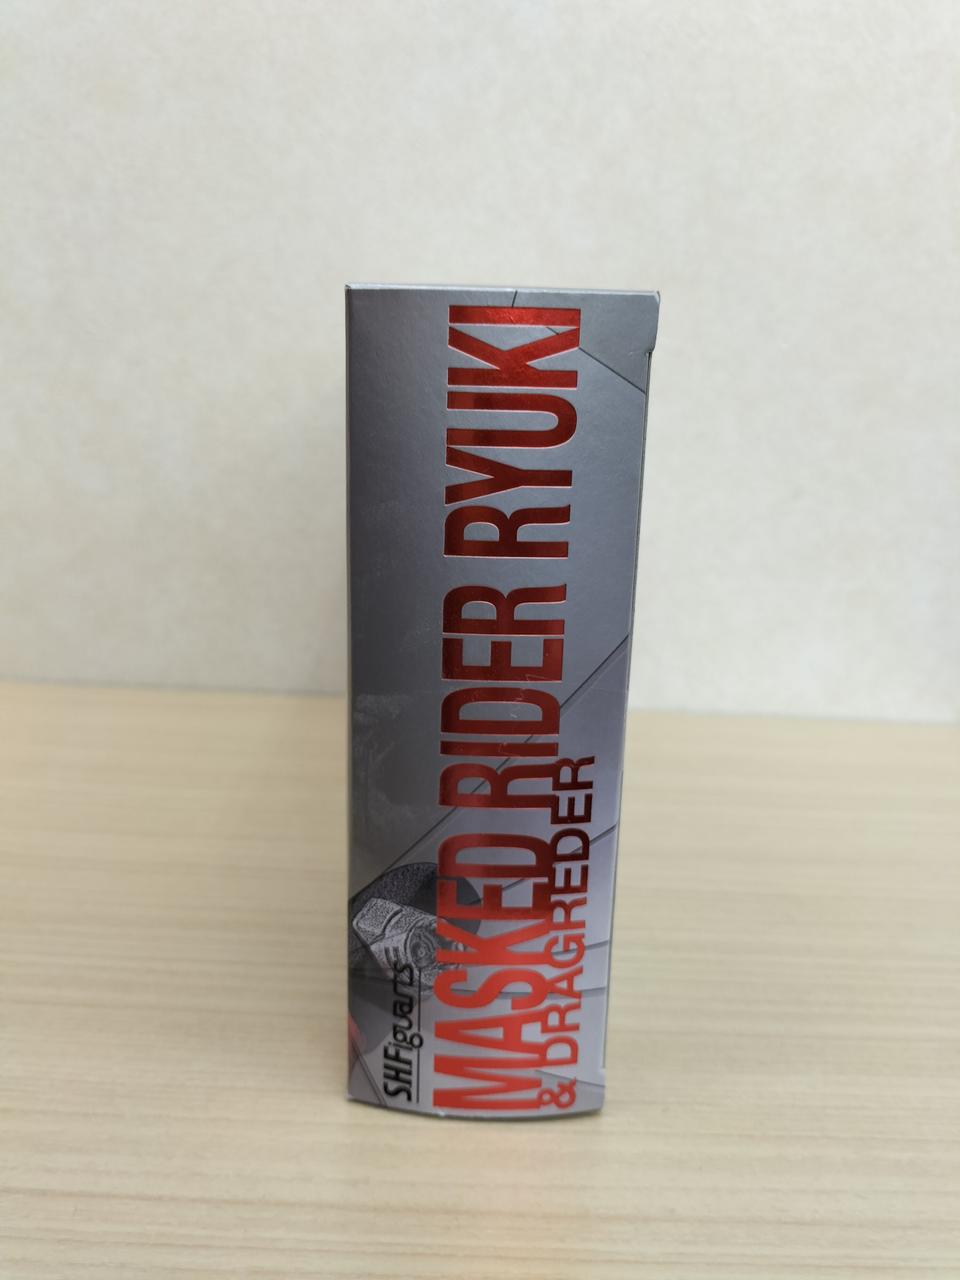 S.H.Figuarts
MASKED RIDER RYUKI
& DRAGREDER